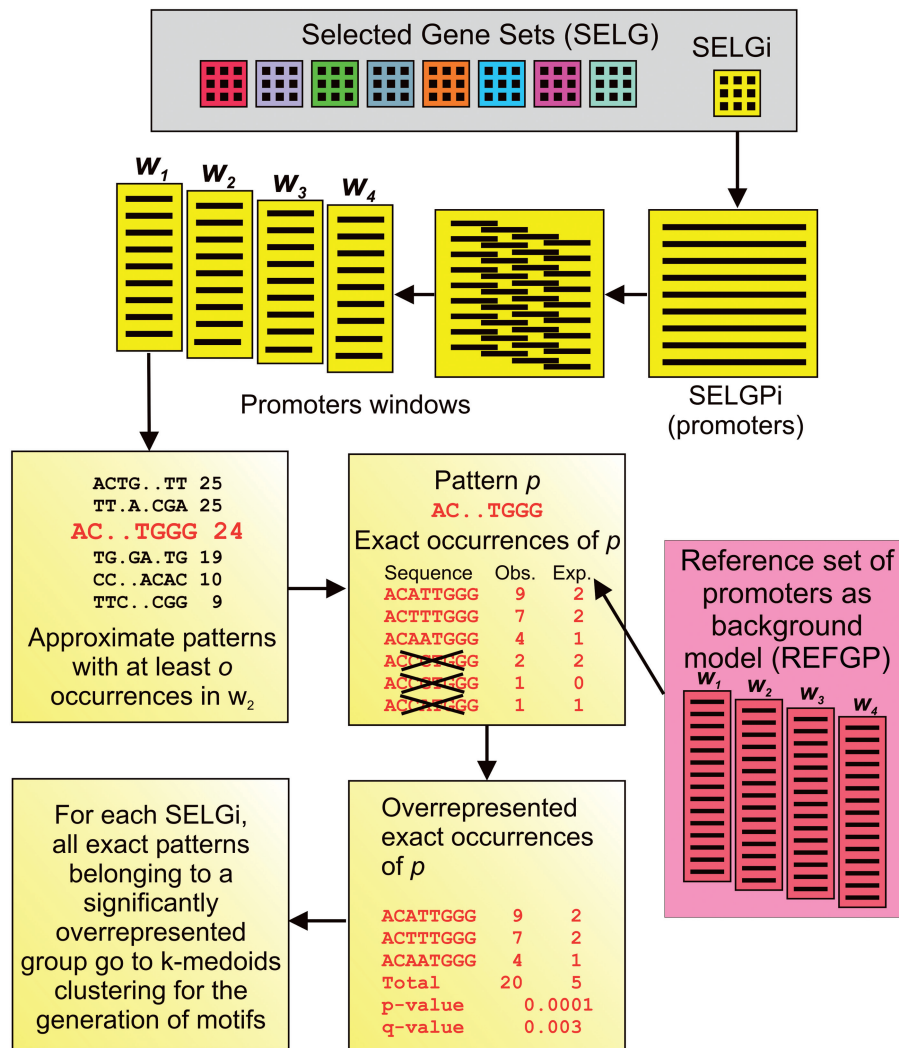 Selected Gene Sets (SELG)
SELGi
w1
w2
w3
w4
Promoters windows
SELGPi
(promoters)
ACTG..TT 25
TT.A.CGA 25
AC..TGGG 24
TG.GA.TG 19
CC..ACAC 10
TTC..CGG 9
Approximate patterns
with at least o
occurrences in w2
Pattern p
AC..TGGG
Exact occurrences of p
Sequence Obs. Exp.
ACATTGGG 9 2
ACTTTGGG 7 2
ACAATGGG 4 1
2 2
1 0
ACCATGGG 1 1
Reference set of
promoters as
background
model (REFGP)
w1
w2
w3
w4
Overrepresented
exact occurrences
of p
ACATTGGG 9 2
ACTTTGGG 7 2
ACAATGGG 4 1
Total 20 5
p-value 0.0001
q-value 0.003
For each SELGi,
all exact patterns
belonging to a
significantly
overrepresented
group go to k-medoids
clustering for the
generation of motifs